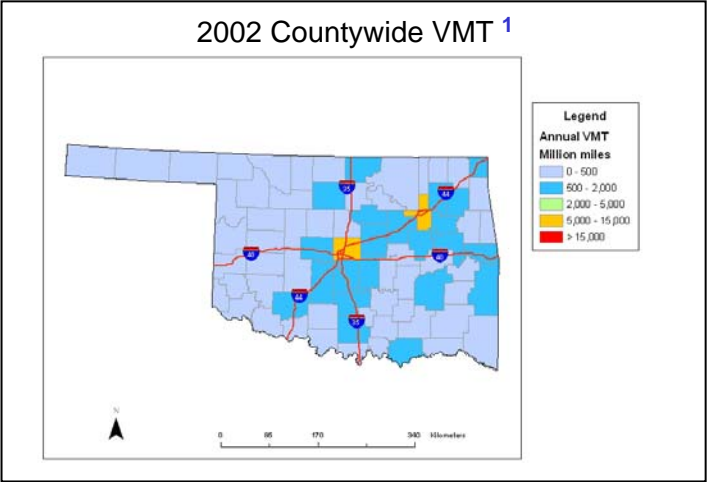 2002 Countywide VMT 1
Legend
Annual VMT
Million miles
0 - 500
500 - 2,000
2,000 - 5,000
5,000 - 15,000
> 15,000
35
44
40
40
44
35
N
0 85 170 340 Kilometers